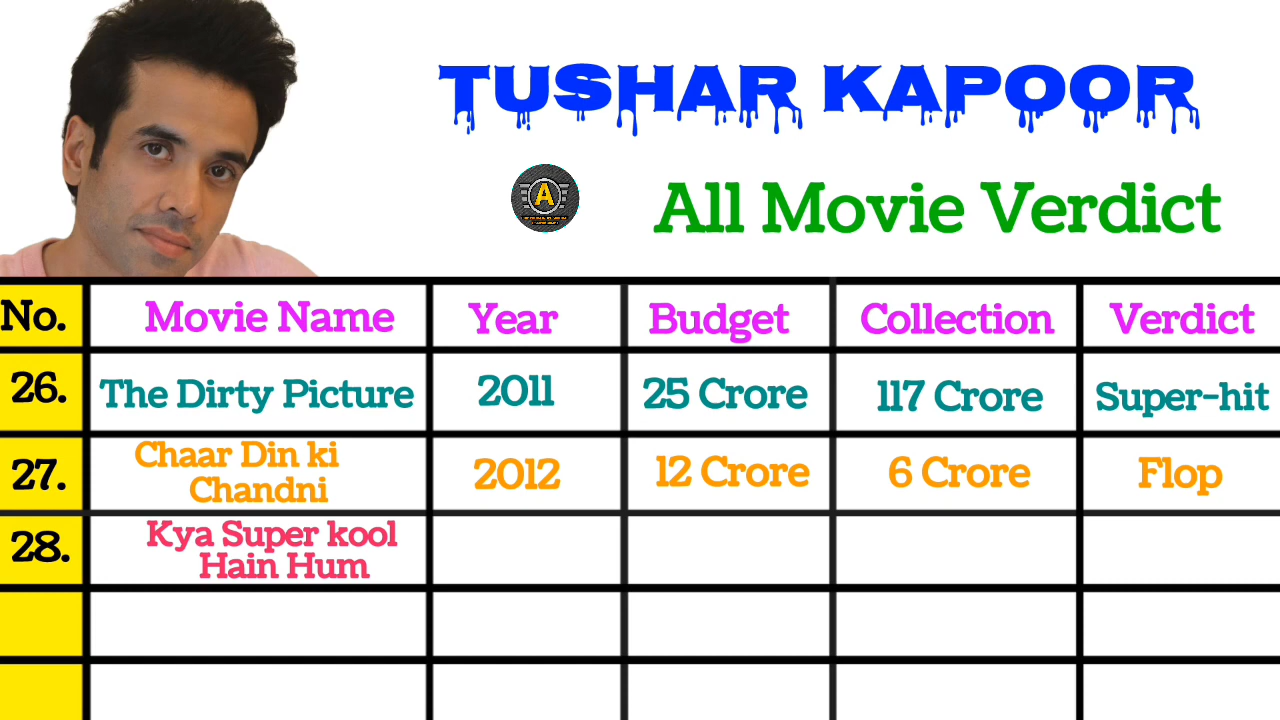 TUSHAR KAPOOR
A
All Movie Verdict
No. Movie Name Year Budget Collection Verdict
26. The Dirty Picture 2011 25 Crore 117 Crore Super-hit
27. Chaar Din ki
Chandni 2012 12 Crore 6 Crore Flop
28. Kya Super kool
Hain Hum